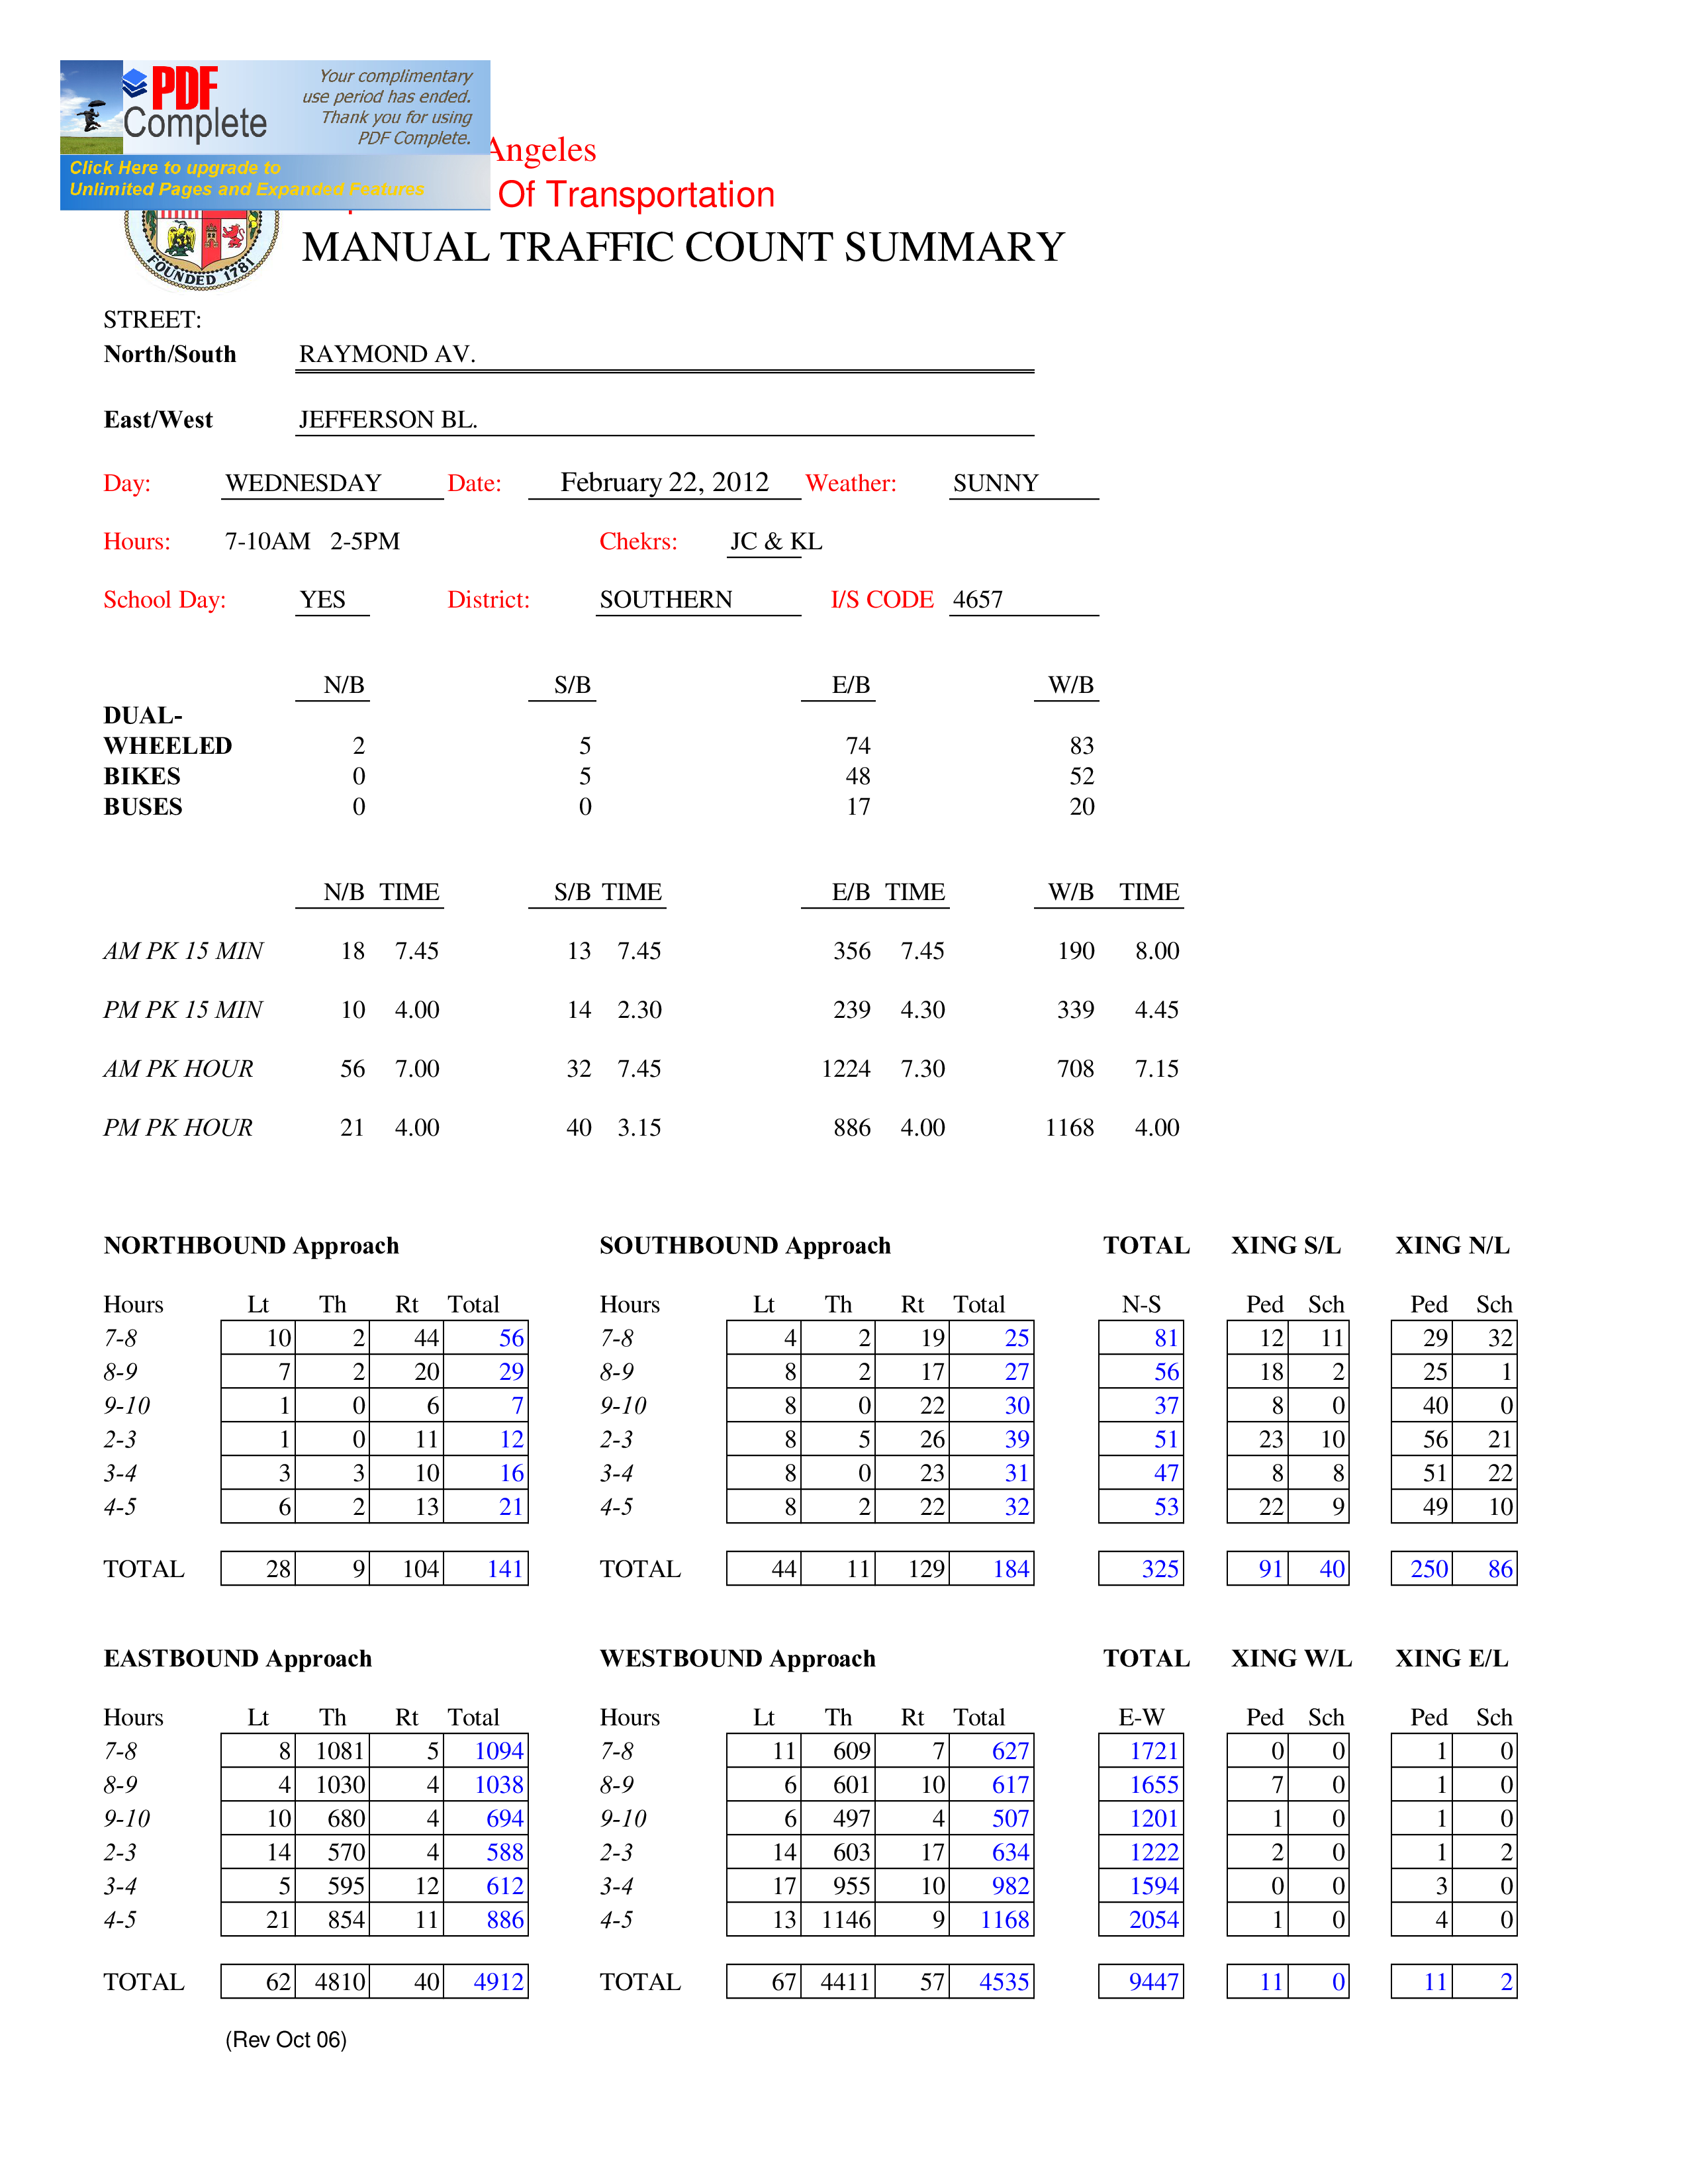 PDF Complete
Your complimentary
use period has ended.
Thank you for using
PDF Complete.
Click Here to upgrade to
Unlimited Pages and Expanded Features
Angeles
Of Transportation
FOUNDED 1781
MANUAL TRAFFIC COUNT SUMMARY
STREET:
North/South RAYMOND AV.
East/West JEFFERSON BL.
Day: WEDNESDAY Date: February 22, 2012 Weather: SUNNY
Hours: 7-10AM 2-5PM Chekrs: JC & KL
School Day: YES District: SOUTHERN I/S CODE 4657
N/B S/B E/B W/B
DUAL-
WHEELED 2 5 74 83
BIKES 0 5 48 52
BUSES 0 0 17 20
N/B TIME S/B TIME E/B TIME W/B TIME
AM PK 15 MIN 18 7.45 13 7.45 356 7.45 190 8.00
PM PK 15 MIN 10 4.00 14 2.30 239 4.30 339 4.45
AM PK HOUR 56 7.00 32 7.45 1224 7.30 708 7.15
PM PK HOUR 21 4.00 40 3.15 886 4.00 1168 4.00
NORTHBOUND Approach SOUTHBOUND Approach TOTAL XING S/L XING N/L
Hours Lt Th Rt Total Hours Lt Th Rt Total N-S Ped Sch Ped Sch
7-8 10 2 44 56 7-8 4 2 19 25 81 12 11 29 32
8-9 7 2 20 29 8-9 8 2 17 27 56 18 2 25 1
9-10 1 0 6 7 9-10 8 0 22 30 37 8 0 40 0
2-3 1 0 11 12 2-3 8 5 26 39 51 23 10 56 21
3-4 3 3 10 16 3-4 8 0 23 31 47 8 8 51 22
4-5 6 2 13 21 4-5 8 2 22 32 53 22 9 49 10
TOTAL 28 9 104 141 TOTAL 44 11 129 184 325 91 40 250 86
EASTBOUND Approach WESTBOUND Approach TOTAL XING W/L XING E/L
Hours Lt Th Rt Total Hours Lt Th Rt Total E-W Ped Sch Ped Sch
7-8 8 1081 5 1094 7-8 11 609 7 627 1721 0 0 1 0
8-9 4 1030 4 1038 8-9 6 601 10 617 1655 7 0 1 0
9-10 10 680 4 694 9-10 6 497 4 507 1201 1 0 1 0
2-3 14 570 4 588 2-3 14 603 17 634 1222 2 0 1 2
3-4 5 595 12 612 3-4 17 955 10 982 1594 0 0 3 0
4-5 21 854 11 886 4-5 13 1146 9 1168 2054 1 0 4 0
TOTAL 62 4810 40 4912 TOTAL 67 4411 57 4535 9447 11 0 11 2
(Rev Oct 06)